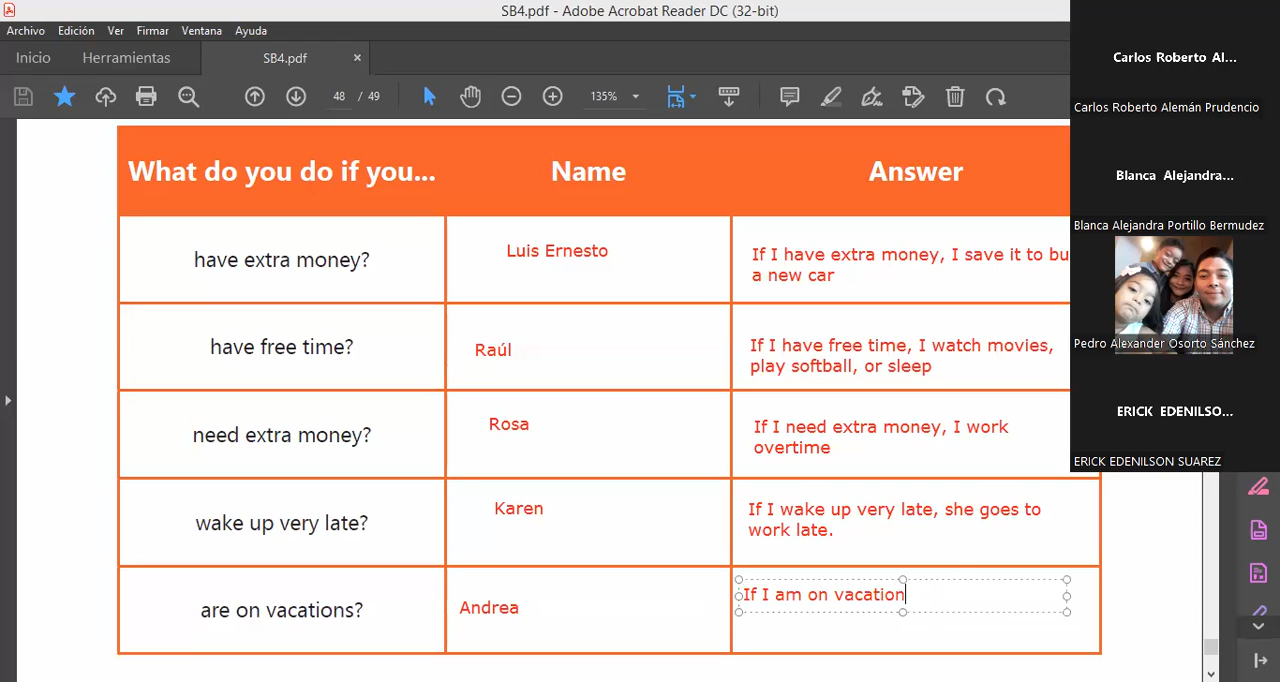 SB4.pdf - Adobe Acrobat Reader DC (32-bit)
Archivo Edición Ver Firmar Ventana Ayuda
Inicio Herramientas SB4.pdf ×
48 / 49 135%
What do you do if you... Name Answer
have extra money? Luis Ernesto If I have extra money, I save it to bu
a new car
have free time? Raúl If I have free time, I watch movies,
play softball, or sleep
need extra money? Rosa If I need extra money, I work
overtime
wake up very late? Karen If I wake up very late, she goes to
work late.
are on vacations? Andrea If I am on vacation
Carlos Roberto Al...
Carlos Roberto Alemán Prudencio
Blanca Alejandra...
Blanca Alejandra Portillo Bermudez
Pedro Alexander Osorto Sánchez
ERICK EDENILSO...
ERICK EDENILSON SUAREZ